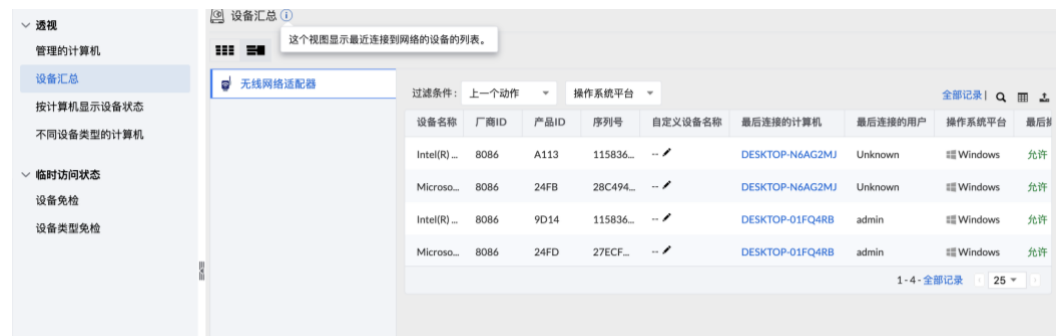 透视
管理的计算机
设备汇总
按计算机显示设备状态
不同设备类型的计算机
临时访问状态
设备免检
设备类型免检
设备汇总
这个视图显示最近连接到网络的设备的列表。
无线网络适配器
过滤条件： 上一个动作 操作系统平台 全部记录 |
设备名称 厂商ID 产品ID 序列号 自定义设备名称 最后连接的计算机 最后连接的用户 操作系统平台
Intel(R) ... 8086 A113 115836... -- DESKTOP-N6AG2MJ Unknown Windows 允许
Microso... 8086 24FB 28C494... -- DESKTOP-N6AG2MJ Unknown Windows 允许
Intel(R) ... 8086 9D14 115836... -- DESKTOP-01FQ4RB admin Windows 允许
Microso... 8086 24FD 27ECF... -- DESKTOP-01FQ4RB admin Windows 允许
1 - 4 - 全部记录 25